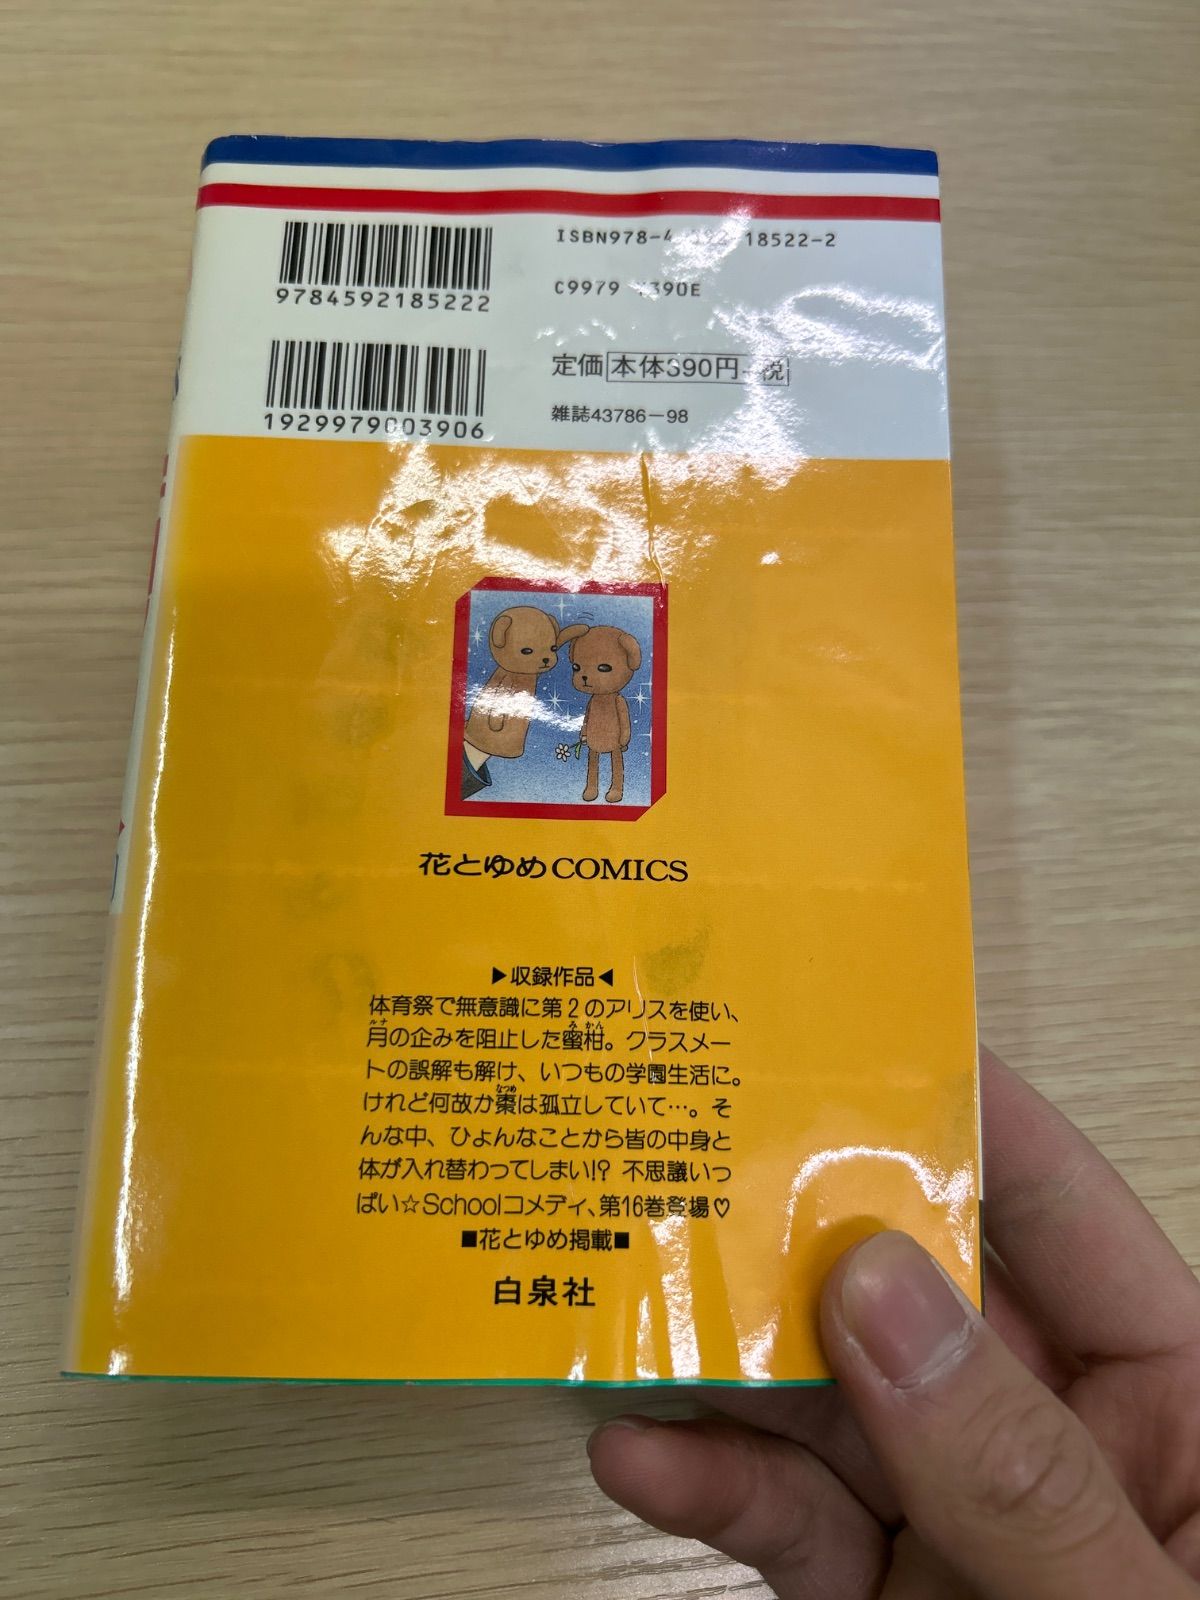 9784592185222
ISBN978-4-592-18522-2
C9979 ¥390E
1929979003906
定価 本体390円+税
雑誌43786-98
花とゆめCOMICS
▶収録作品◀
体育祭で無意識に第2のアリスを使い、
月の企みを阻止した蜜柑。クラスメー
トの誤解も解け、いつもの学園生活に。
けれど何故か棗は孤立していて…。そ
んな中、ひょんなことから皆の中身と
体が入れ替わってしまい!? 不思議いっ
ぱい☆Schoolコメディ、第16巻登場♡
■花とゆめ掲載■
白泉社